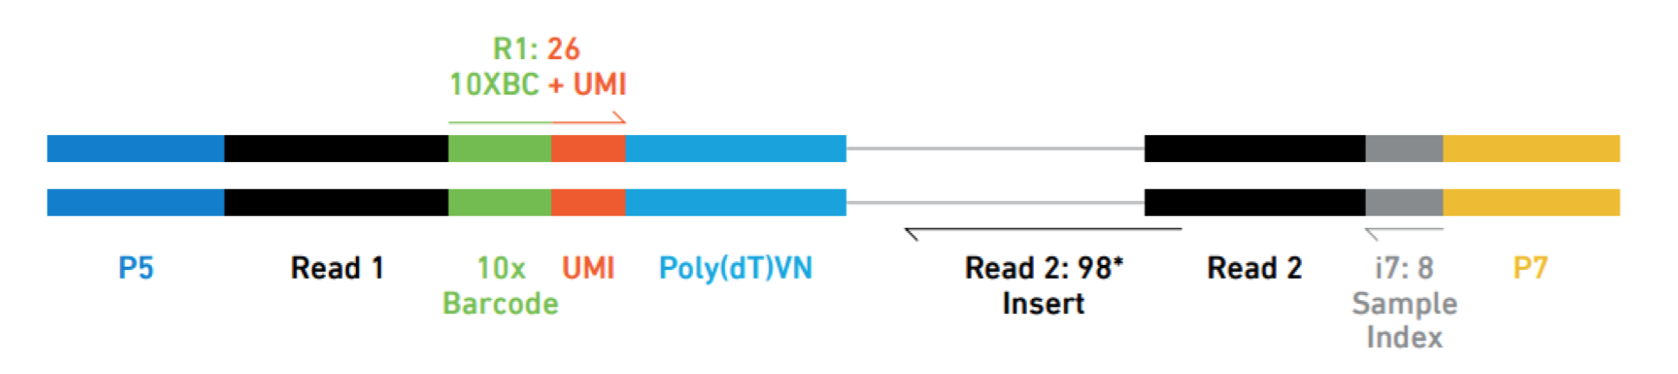 R1: 26
10XBC + UMI
P5
Read 1
10x
Barcode
UMI
Poly(dT)VN
Read 2: 98*
Insert
Read 2
i7: 8
Sample
Index
P7